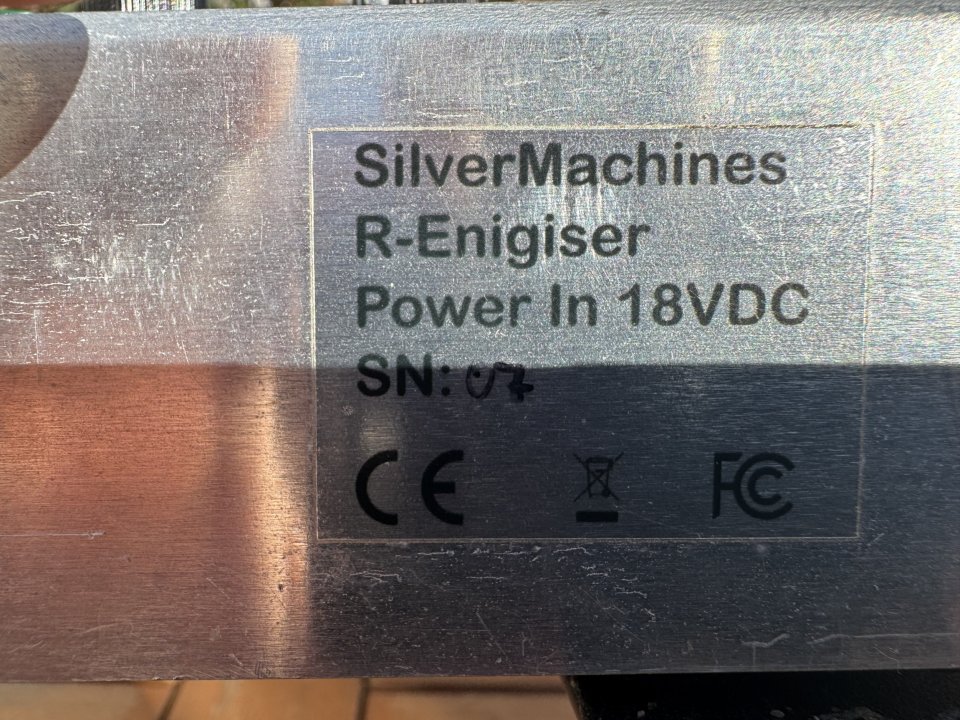 SilverMachines
R-Enigiser
Power In 18VDC
SN: 07
CE FC